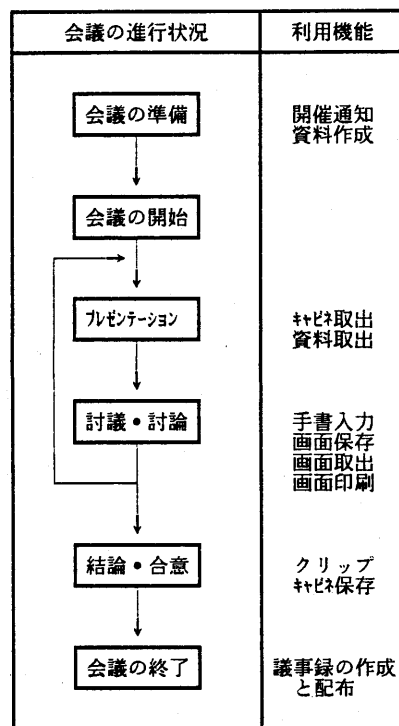 会議の進行状況
利用機能
会議の準備
開催通知
資料作成
会議の開始
ﾌﾟﾚｾﾞﾝﾃｰｼｮﾝ
ｷｬﾋﾞﾈ取出
資料取出
討議・討論
手書入力
画面保存
画面取出
画面印刷
結論・合意
クリップ
ｷｬﾋﾞﾈ保存
会議の終了
議事録の作成
と配布